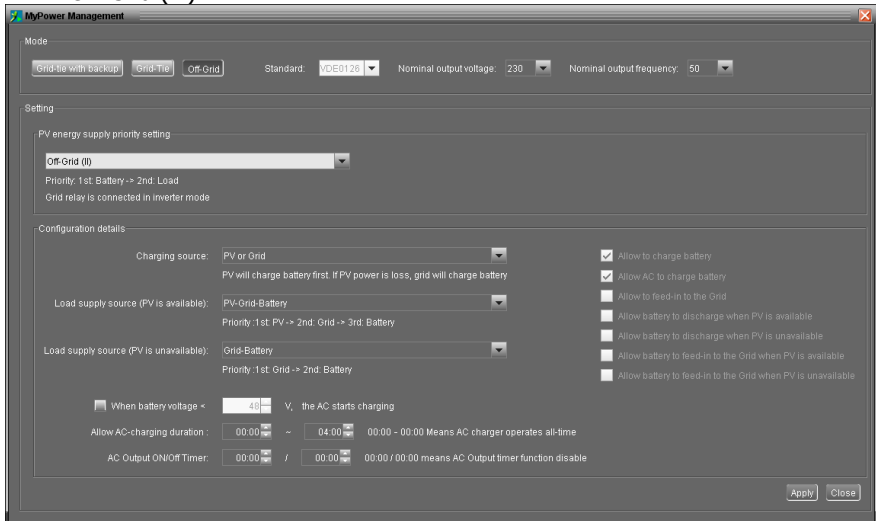 MyPower Management
Mode
Grid-tie with backup Grid-Tie Off-Grid Standard: VDE0126 Nominal output voltage: 230 Nominal output frequency: 50
Setting
PV energy supply priority setting
Off-Grid (II)
Priority: 1st: Battery -> 2nd: Load
Grid relay is connected in inverter mode
Configuration details
Charging source: PV or Grid
PV will charge battery first. If PV power is loss, grid will charge battery
Load supply source (PV is available): PV-Grid-Battery
Priority :1st: PV -> 2nd: Grid -> 3rd: Battery
Load supply source (PV is unavailable): Grid-Battery
Priority :1st: Grid -> 2nd: Battery
Allow to charge battery
Allow AC to charge battery
Allow to feed-in to the Grid
Allow battery to discharge when PV is available
Allow battery to discharge when PV is unavailable
Allow battery to feed-in to the Grid when PV is available
Allow battery to feed-in to the Grid when PV is unavailable
When battery voltage < 48 V, the AC starts charging
Allow AC-charging duration : 00:00 ~ 04:00 00:00 - 00:00 Means AC charger operates all-time
AC Output ON/Off Timer: 00:00 / 00:00 00:00 / 00:00 means AC Output timer function disable
Apply Close